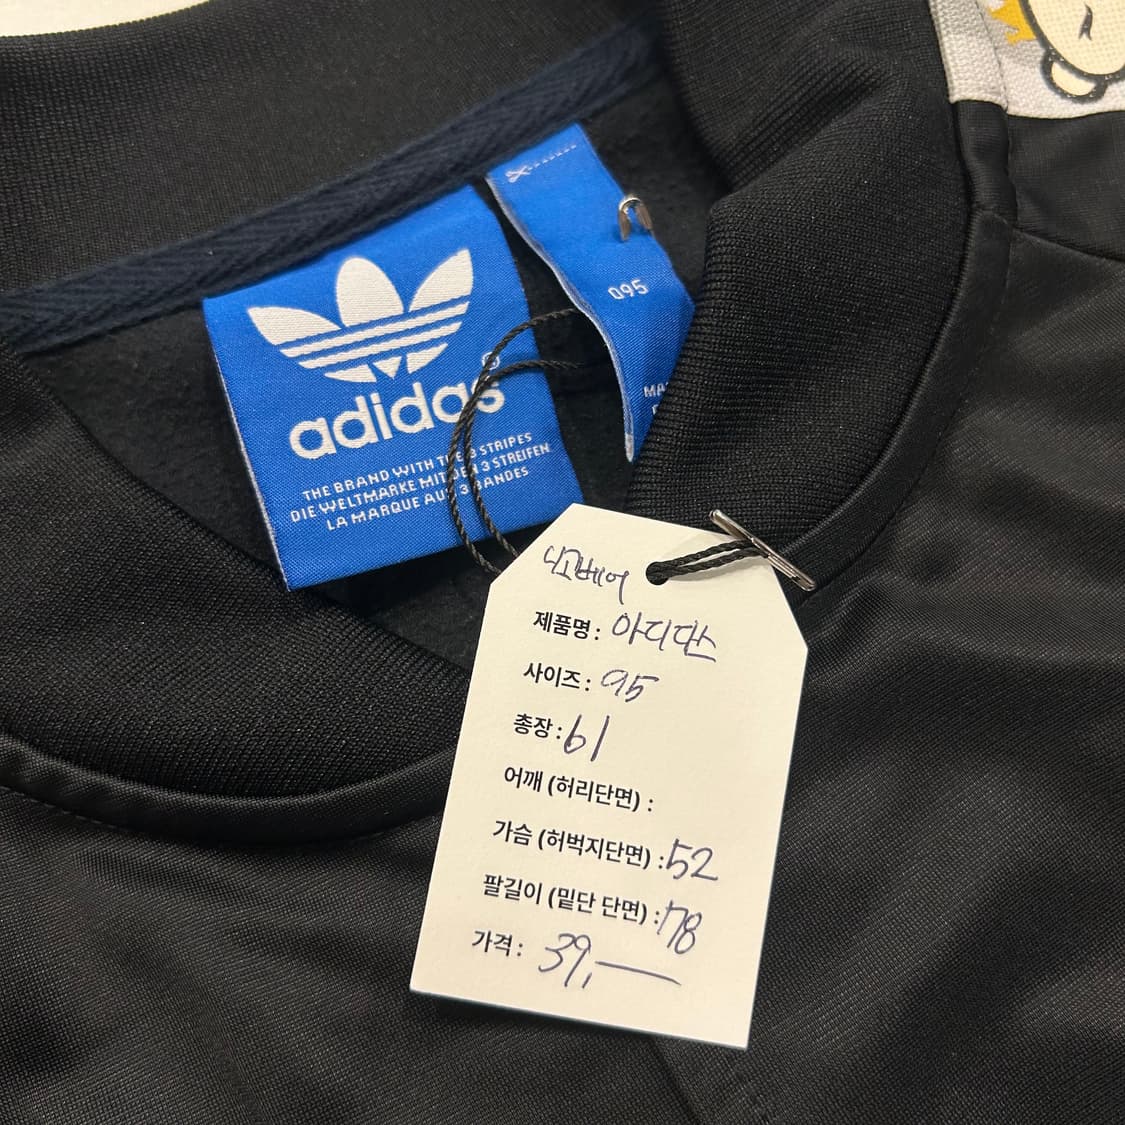 adidas®
THE BRAND WITH THE 3 STRIPES
DIE WELTMARKE MIT DEN 3 STREIFEN
LA MARQUE AUX 3 BANDES
095
MA
니고베어
제품명: 아디다스
사이즈: 95
총장: 61
어깨 (허리단면) :
가슴 (허벅지단면) : 52
팔길이 (밑단 단면) : 78
가격: 39,—